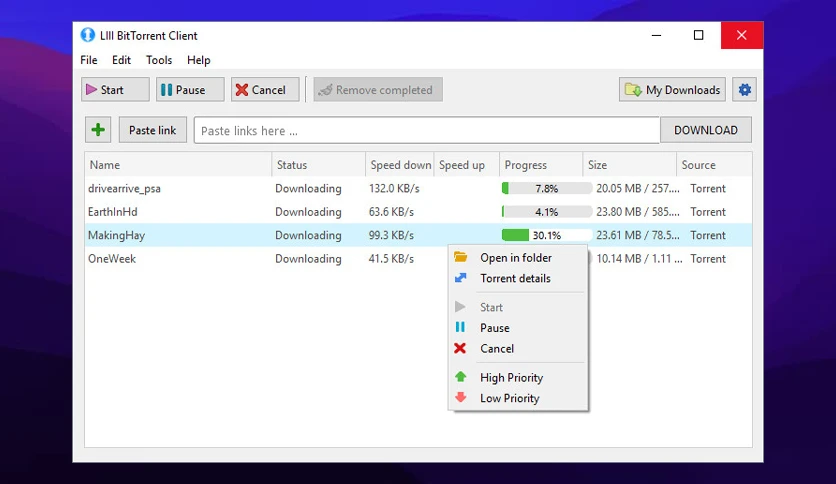 LIII BitTorrent Client
File Edit Tools Help
Start Pause Cancel Remove completed My Downloads
Paste link Paste links here ... DOWNLOAD
Name Status Speed down Speed up Progress Size Source
drivearrive_psa Downloading 132.0 KB/s 7.8% 20.05 MB / 257.... Torrent
EarthInHd Downloading 63.6 KB/s 4.1% 23.80 MB / 585.... Torrent
MakingHay Downloading 99.3 KB/s 30.1% 23.61 MB / 78.5... Torrent
OneWeek Downloading 41.5 KB/s 10.14 MB / 1.11 ... Torrent
Open in folder
Torrent details
Start
Pause
Cancel
High Priority
Low Priority